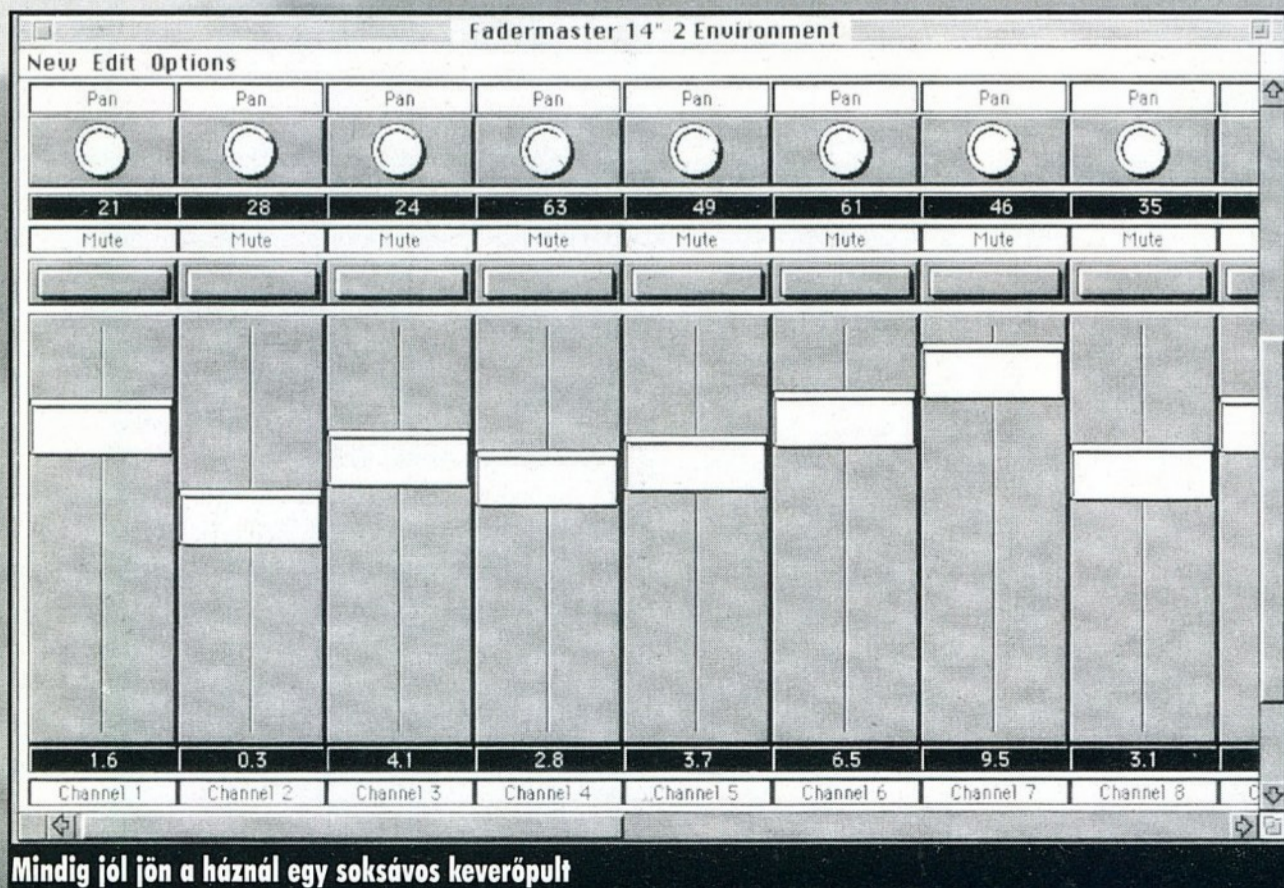 Fadermaster 14" 2 Environment
New Edit Options
Pan Pan Pan Pan Pan Pan Pan Pan
21 28 24 63 49 61 46 35
Mute Mute Mute Mute Mute Mute Mute Mute
1.6 0.3 4.1 2.8 3.7 6.5 9.5 3.1
Channel 1 Channel 2 Channel 3 Channel 4 Channel 5 Channel 6 Channel 7 Channel 8 C
Mindig jól jön a háznál egy soksávos keverőpult